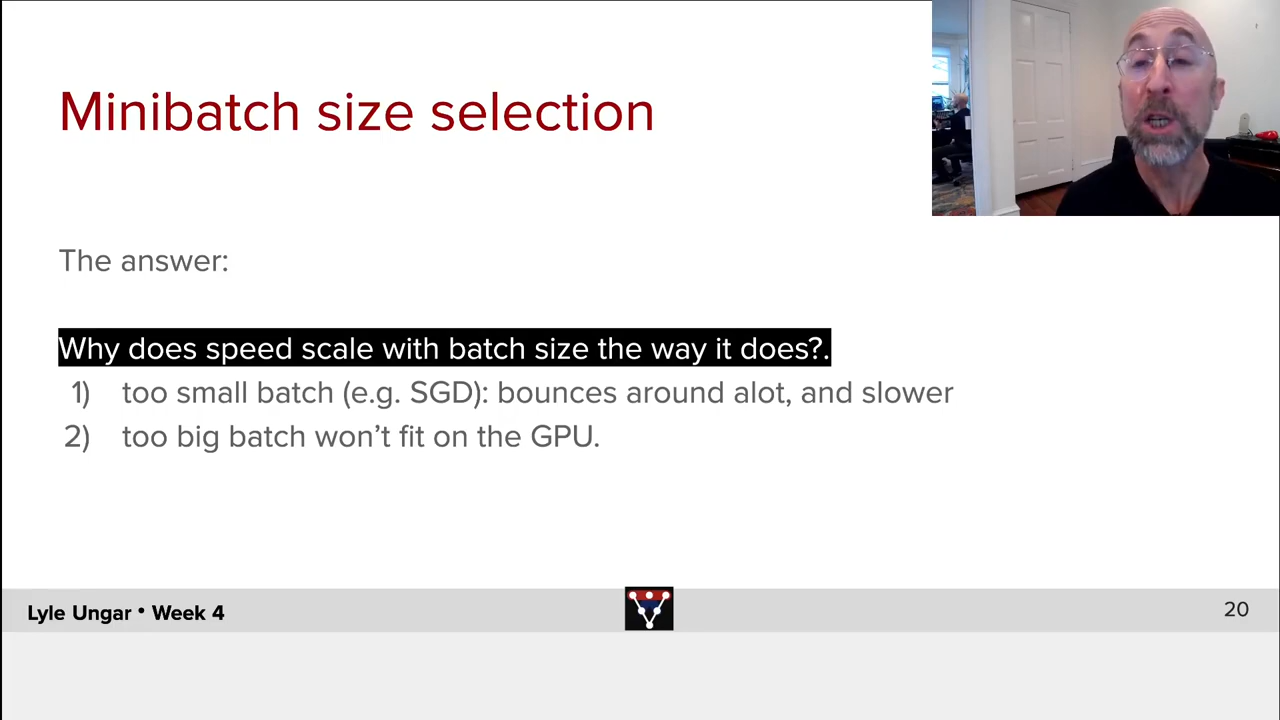 Minibatch size selection
The answer:
Why does speed scale with batch size the way it does?.
1) too small batch (e.g. SGD): bounces around alot, and slower
2) too big batch won’t fit on the GPU.
Lyle Ungar • Week 4
20